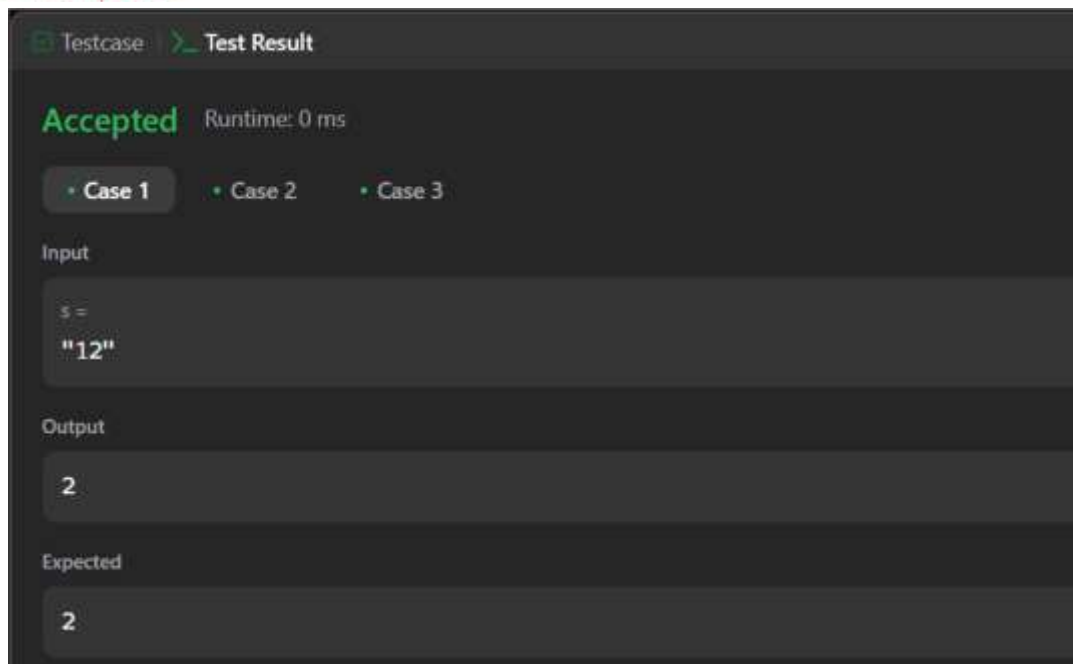 Testcase >_ Test Result
Accepted Runtime: 0 ms
• Case 1 • Case 2 • Case 3
Input
s =
"12"
Output
2
Expected
2